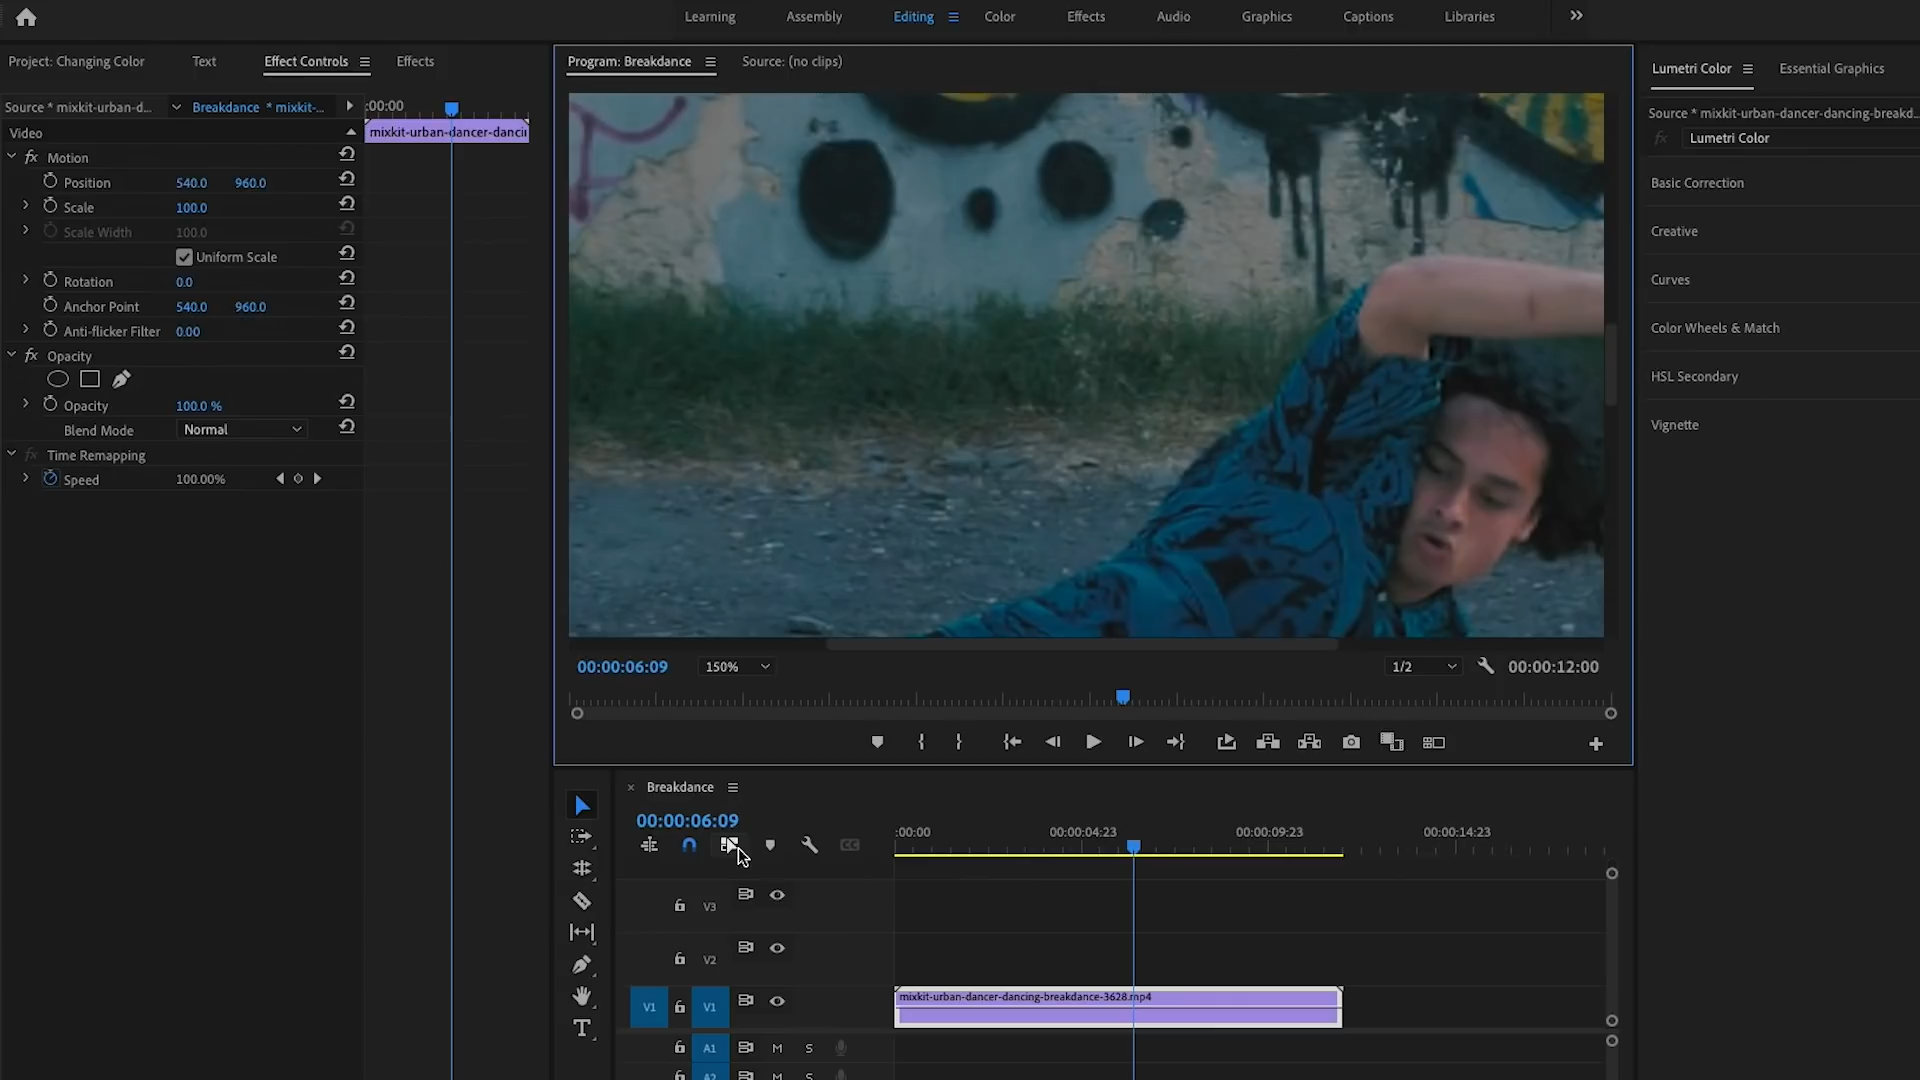 Learning Assembly Editing Color Effects Audio Graphics Captions Libraries
Project: Changing Color Text Effect Controls Effects
Program: Breakdance Source: (no clips)
Lumetri Color Essential Graphics
Source * mixkit-urban-d... Breakdance * mixkit-... :00:00
Source * mixkit-urban-dancer-dancing-breakd...
Video mixkit-urban-dancer-danci
fx Lumetri Color
fx Motion
Position 540.0 960.0
Basic Correction
Scale 100.0
Scale Width 100.0
Creative
Uniform Scale
Rotation 0.0
Curves
Anchor Point 540.0 960.0
Anti-flicker Filter 0.00
Color Wheels & Match
fx Opacity
HSL Secondary
Opacity 100.0 %
Blend Mode Normal
Vignette
fx Time Remapping
Speed 100.00%
00:00:06:09 150% 1/2 00:00:12:00
Breakdance
00:00:06:09
:00:00 00:00:04:23 00:00:09:23 00:00:14:23
CC
V3
V2
V1 V1
mixkit-urban-dancer-dancing-breakdance-3628.mp4
A1 M S
A2 M S
T